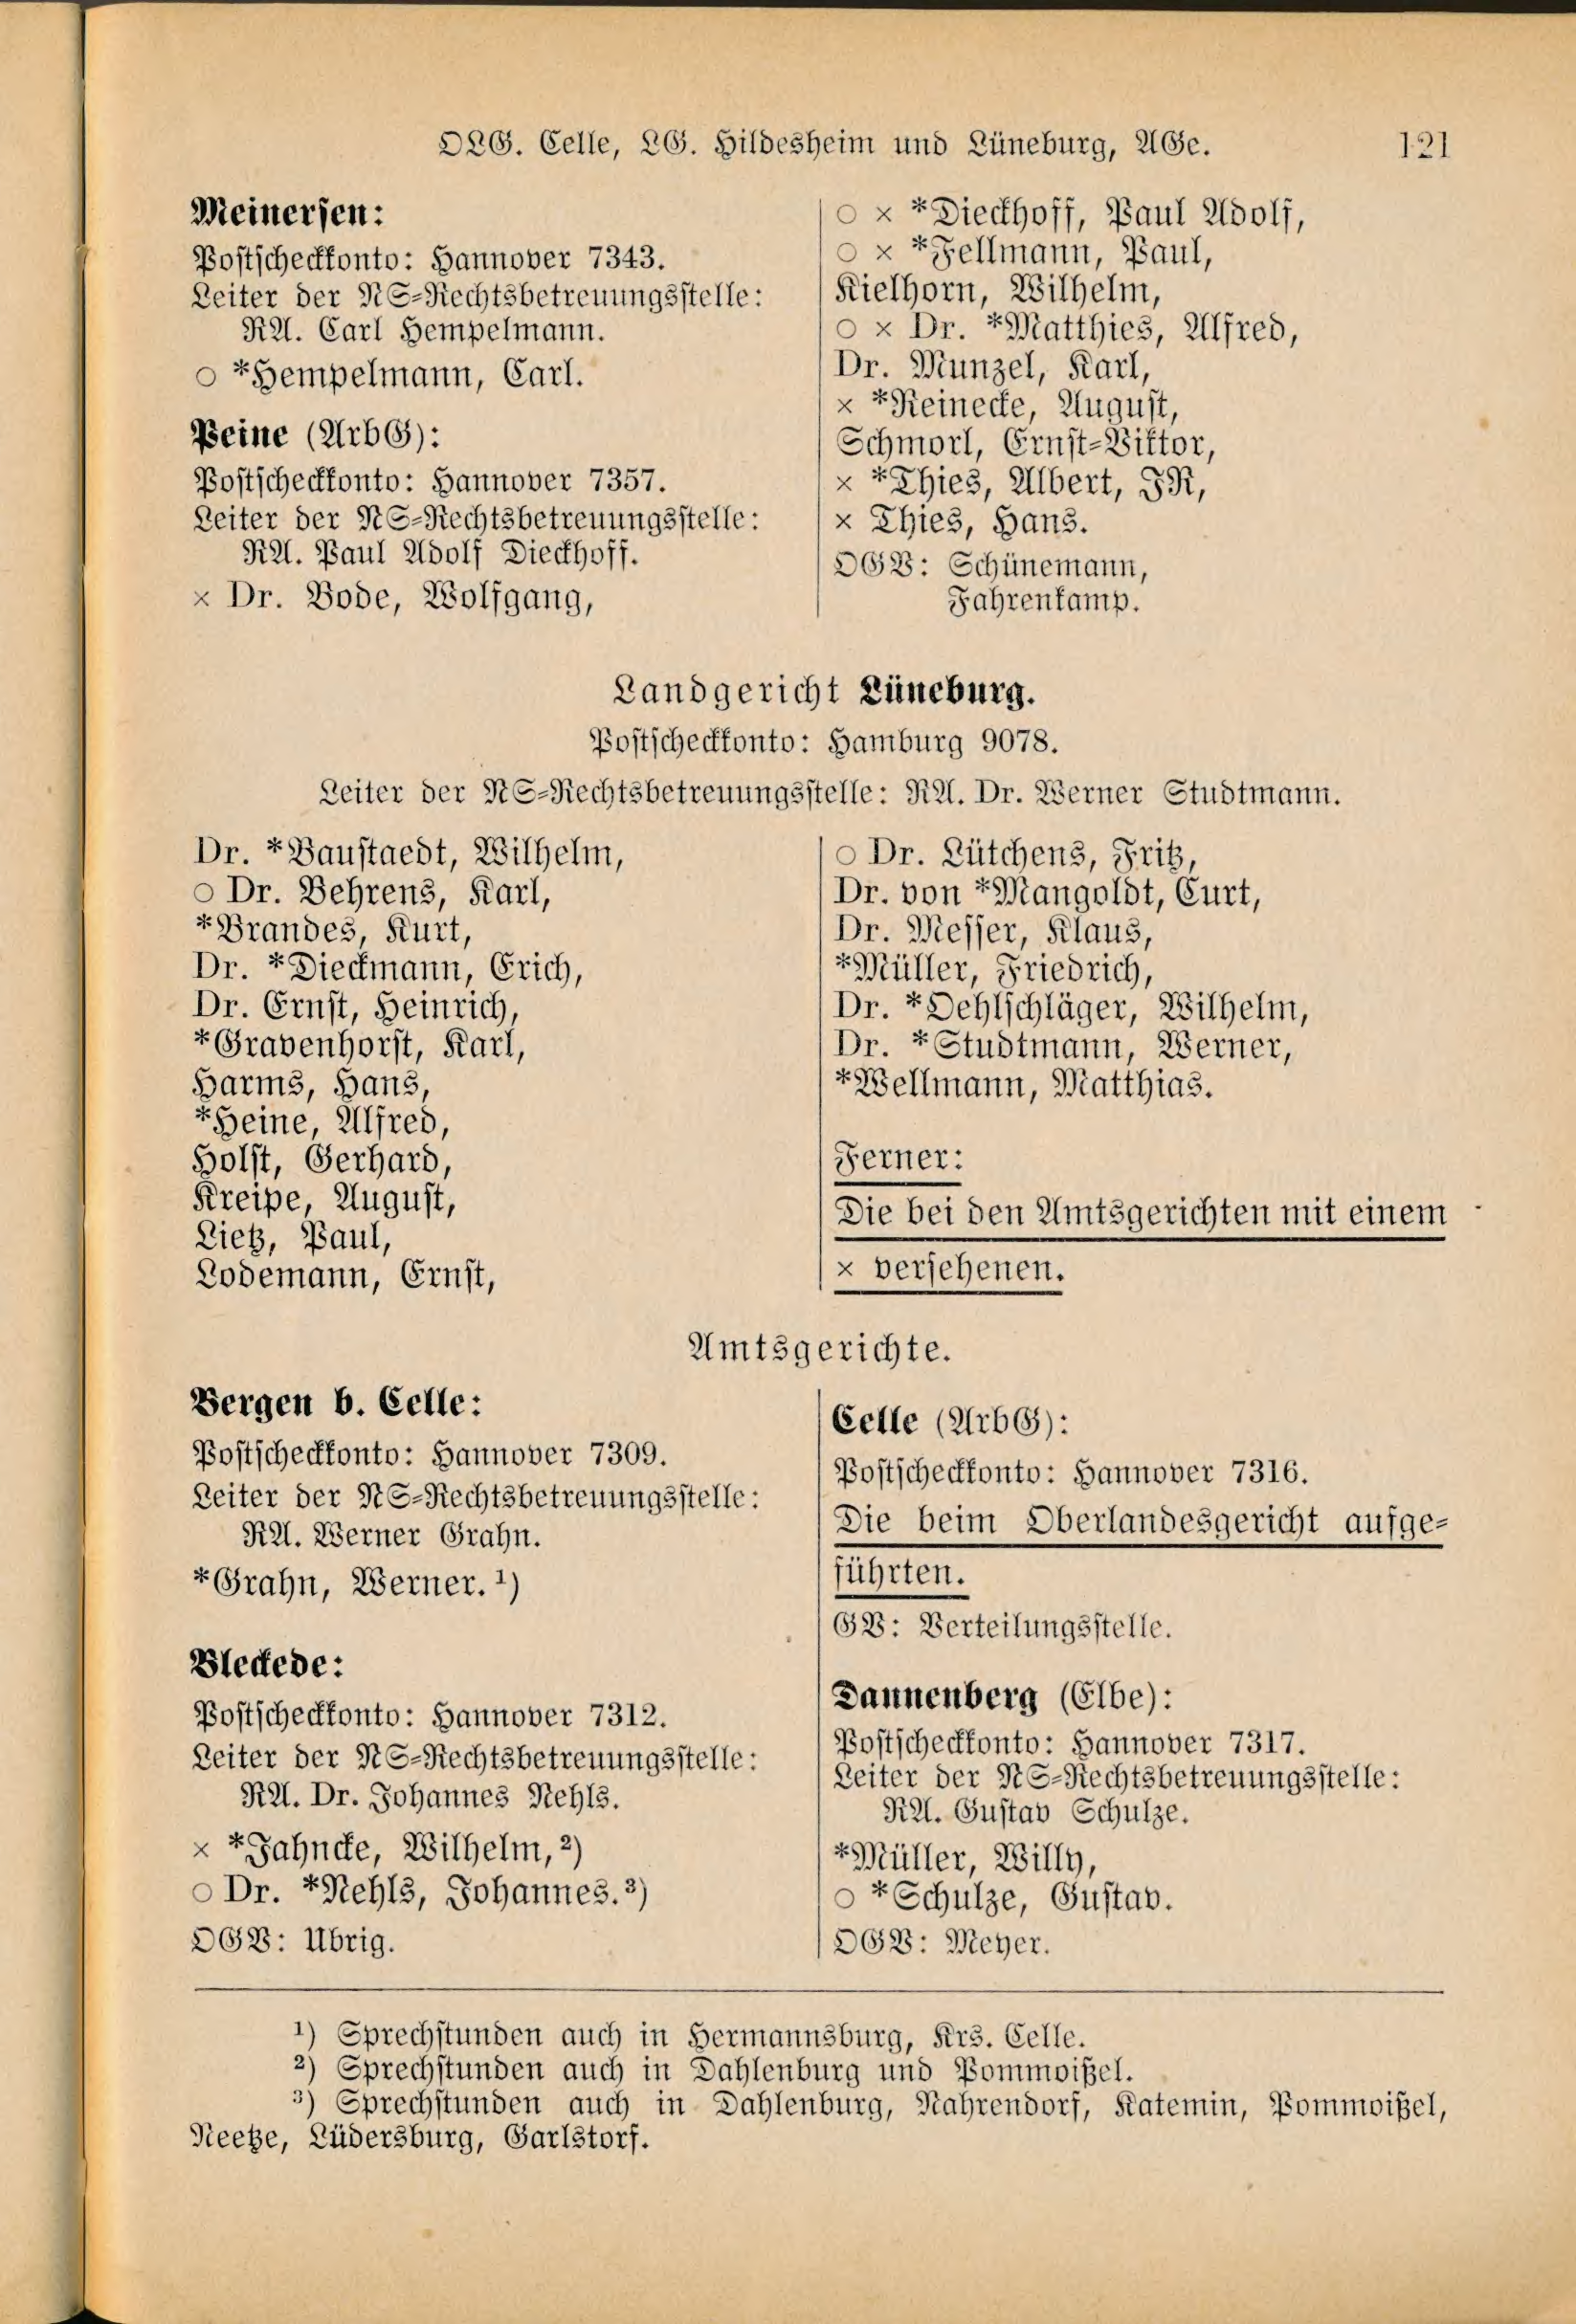 OLG. Celle, LG. Hildesheim und Lüneburg, AGe. 121
Meinersen:
Postscheckkonto: Hannover 7343.
Leiter der NS-Rechtsbetreuungsstelle:
RA. Carl Hempelmann.
○ *Hempelmann, Carl.
Peine (ArbG):
Postscheckkonto: Hannover 7357.
Leiter der NS-Rechtsbetreuungsstelle:
RA. Paul Adolf Dieckhoff.
× Dr. Bode, Wolfgang,
○ × *Dieckhoff, Paul Adolf,
○ × *Fellmann, Paul,
Kielhorn, Wilhelm,
○ × Dr. *Matthies, Alfred,
Dr. Munzel, Karl,
× *Reinecke, August,
Schmorl, Ernst-Viktor,
× *Thies, Albert, JR,
× Thies, Hans.
OGV: Schünemann,
Fahrenkamp.
Landgericht Lüneburg.
Postscheckkonto: Hamburg 9078.
Leiter der NS-Rechtsbetreuungsstelle: RA. Dr. Werner Studtmann.
Dr. *Baustaedt, Wilhelm,
○ Dr. Behrens, Karl,
*Brandes, Kurt,
Dr. *Dieckmann, Erich,
Dr. Ernst, Heinrich,
*Gravenhorst, Karl,
Harms, Hans,
*Heine, Alfred,
Holst, Gerhard,
Kreipe, August,
Lietz, Paul,
Lodemann, Ernst,
○ Dr. Lütchens, Fritz,
Dr. von *Mangoldt, Curt,
Dr. Messer, Klaus,
*Müller, Friedrich,
Dr. *Oehlschläger, Wilhelm,
Dr. *Studtmann, Werner,
*Wellmann, Matthias.
Ferner:
Die bei den Amtsgerichten mit einem
× versehenen.
Amtsgerichte.
Bergen b. Celle:
Postscheckkonto: Hannover 7309.
Leiter der NS-Rechtsbetreuungsstelle:
RA. Werner Grahn.
*Grahn, Werner. ¹)
Bleckede:
Postscheckkonto: Hannover 7312.
Leiter der NS-Rechtsbetreuungsstelle:
RA. Dr. Johannes Nehls.
× *Jahncke, Wilhelm, ²)
○ Dr. *Nehls, Johannes. ³)
OGV: Ubrig.
Celle (ArbG):
Postscheckkonto: Hannover 7316.
Die beim Oberlandesgericht aufge-
führten.
GV: Verteilungsstelle.
Dannenberg (Elbe):
Postscheckkonto: Hannover 7317.
Leiter der NS-Rechtsbetreuungsstelle:
RA. Gustav Schulze.
*Müller, Willy,
○ *Schulze, Gustav.
OGV: Meyer.
¹) Sprechstunden auch in Hermannsburg, Krs. Celle.
²) Sprechstunden auch in Dahlenburg und Pommoißel.
³) Sprechstunden auch in Dahlenburg, Nahrendorf, Katemin, Pommoißel,
Neetze, Lüdersburg, Garlstorf.